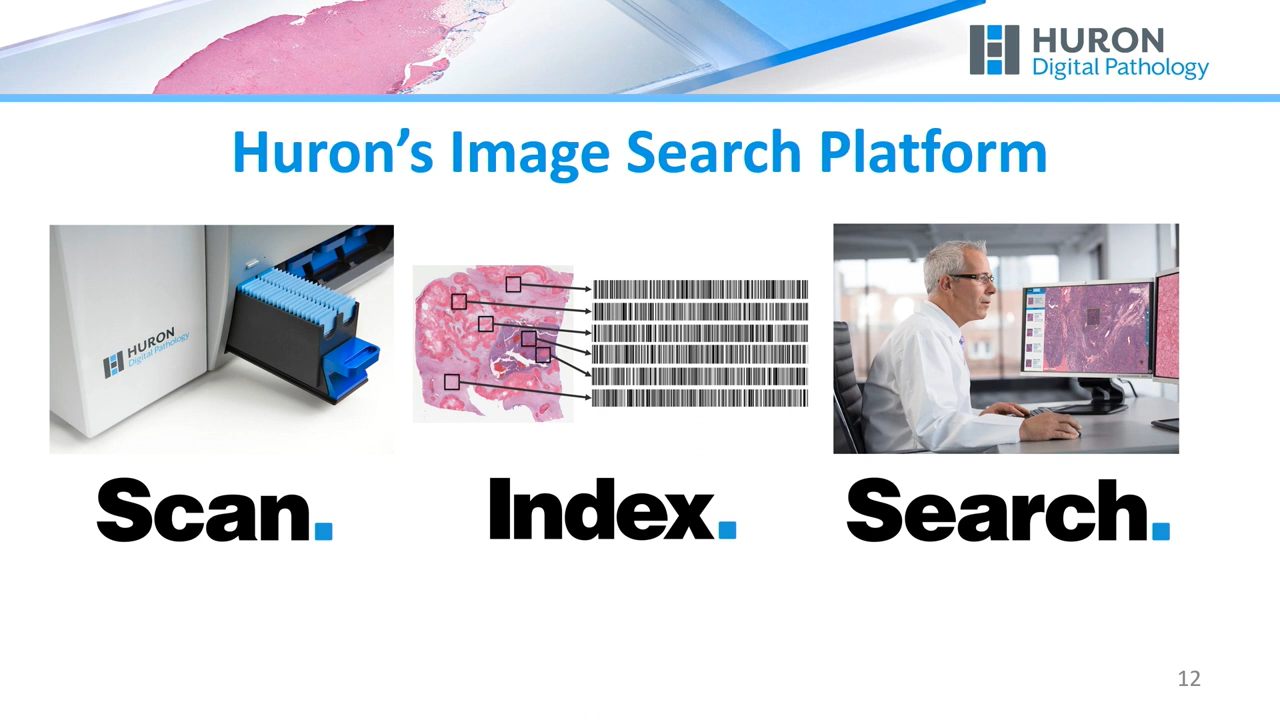 HURON
Digital Pathology
Huron’s Image Search Platform
HURON
Digital Pathology
Scan.
Index.
Search.
12